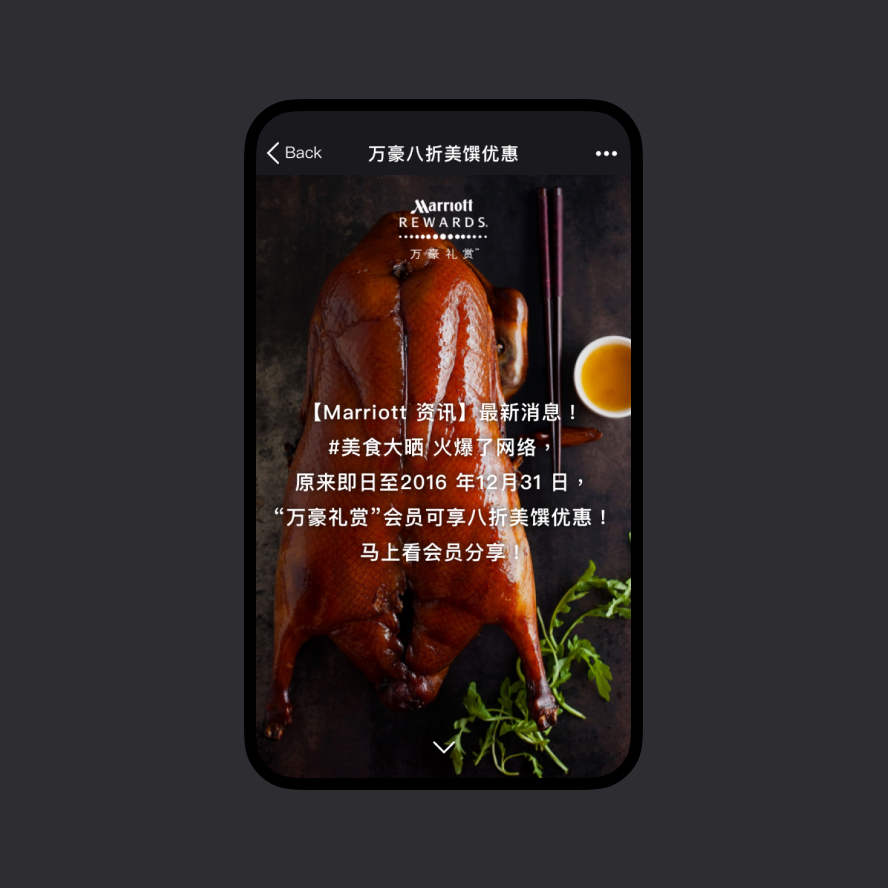 Back
万豪八折美馔优惠
Marriott
REWARDS®
万豪礼赏™
【Marriott 资讯】最新消息！
#美食大晒 火爆了网络，
原来即日至2016 年12月31 日，
“万豪礼赏”会员可享八折美馔优惠！
马上看会员分享！